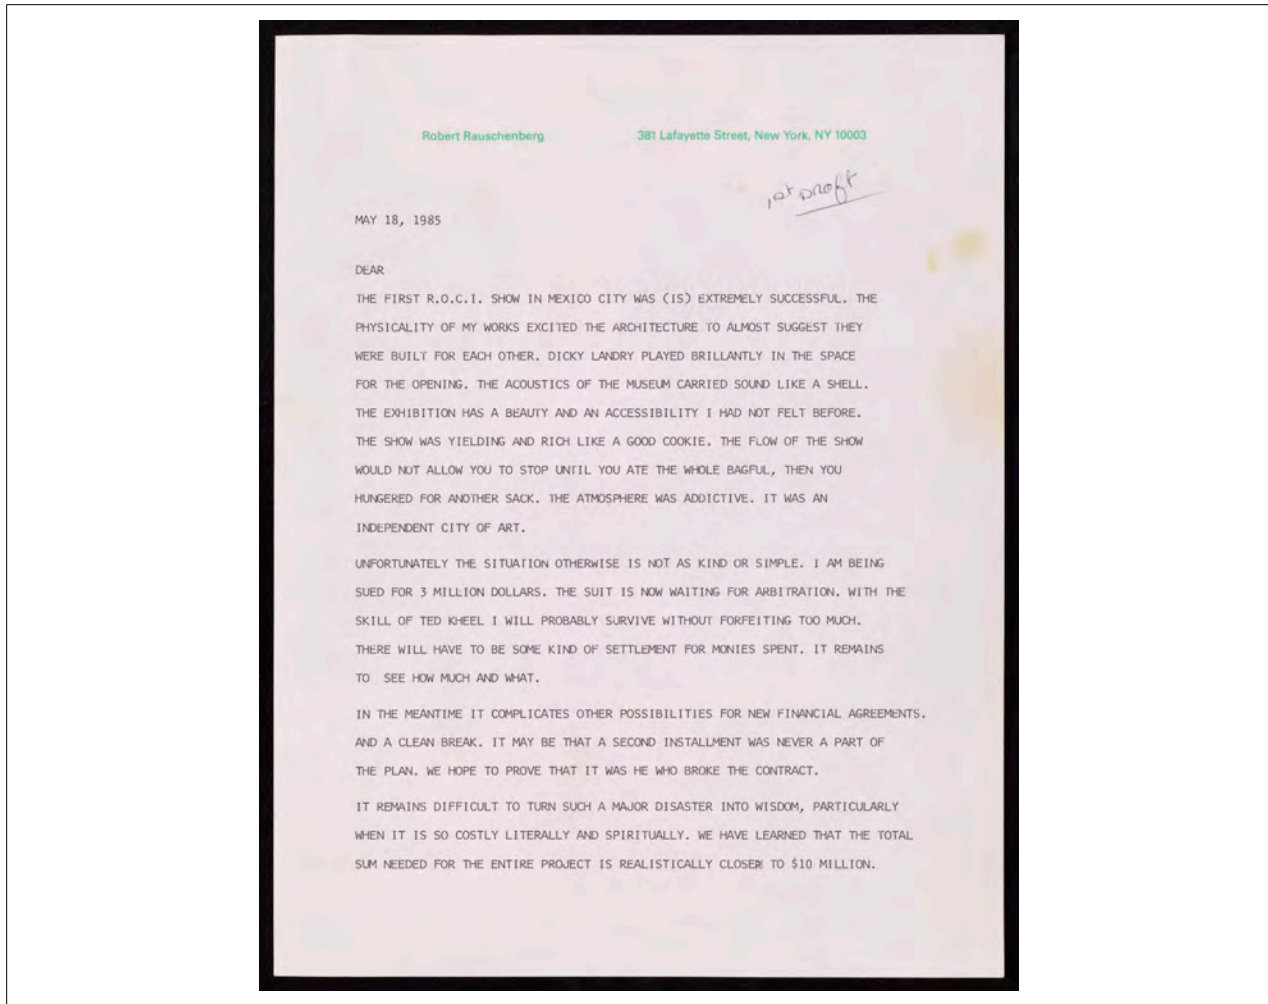 Robert Rauschenberg 381 Lafayette Street, New York, NY 10003
1st DRAFT
MAY 18, 1985
DEAR
THE FIRST R.O.C.I. SHOW IN MEXICO CITY WAS (IS) EXTREMELY SUCCESSFUL. THE
PHYSICALITY OF MY WORKS EXCITED THE ARCHITECTURE TO ALMOST SUGGEST THEY
WERE BUILT FOR EACH OTHER. DICKY LANDRY PLAYED BRILLANTLY IN THE SPACE
FOR THE OPENING. THE ACOUSTICS OF THE MUSEUM CARRIED SOUND LIKE A SHELL.
THE EXHIBITION HAS A BEAUTY AND AN ACCESSIBILITY I HAD NOT FELT BEFORE.
THE SHOW WAS YIELDING AND RICH LIKE A GOOD COOKIE. THE FLOW OF THE SHOW
WOULD NOT ALLOW YOU TO STOP UNTIL YOU ATE THE WHOLE BAGFUL, THEN YOU
HUNGERED FOR ANOTHER SACK. THE ATMOSPHERE WAS ADDICTIVE. IT WAS AN
INDEPENDENT CITY OF ART.
UNFORTUNATELY THE SITUATION OTHERWISE IS NOT AS KIND OR SIMPLE. I AM BEING
SUED FOR 3 MILLION DOLLARS. THE SUIT IS NOW WAITING FOR ARBITRATION. WITH THE
SKILL OF TED KHEEL I WILL PROBABLY SURVIVE WITHOUT FORFEITING TOO MUCH.
THERE WILL HAVE TO BE SOME KIND OF SETTLEMENT FOR MONIES SPENT. IT REMAINS
TO SEE HOW MUCH AND WHAT.
IN THE MEANTIME IT COMPLICATES OTHER POSSIBILITIES FOR NEW FINANCIAL AGREEMENTS.
AND A CLEAN BREAK. IT MAY BE THAT A SECOND INSTALLMENT WAS NEVER A PART OF
THE PLAN. WE HOPE TO PROVE THAT IT WAS HE WHO BROKE THE CONTRACT.
IT REMAINS DIFFICULT TO TURN SUCH A MAJOR DISASTER INTO WISDOM, PARTICULARLY
WHEN IT IS SO COSTLY LITERALLY AND SPIRITUALLY. WE HAVE LEARNED THAT THE TOTAL
SUM NEEDED FOR THE ENTIRE PROJECT IS REALISTICALLY CLOSER TO $10 MILLION.